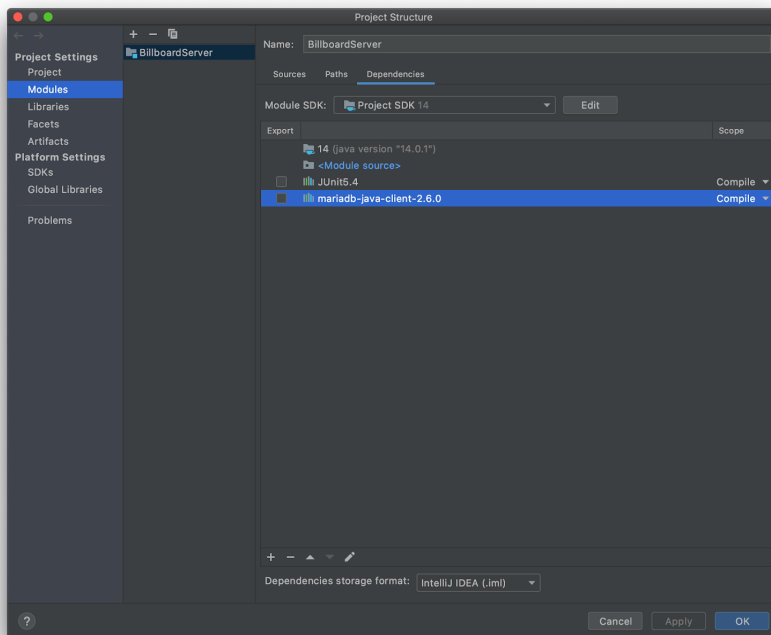 Project Structure
Project Settings
Project
Modules
Libraries
Facets
Artifacts
Platform Settings
SDKs
Global Libraries
Problems
BillboardServer
Name: BillboardServer
Sources Paths Dependencies
Module SDK: Project SDK 14 Edit
Export Scope
14 (java version "14.0.1")
<Module source>
JUnit5.4 Compile
mariadb-java-client-2.6.0 Compile
Dependencies storage format: IntelliJ IDEA (.iml)
? Cancel Apply OK